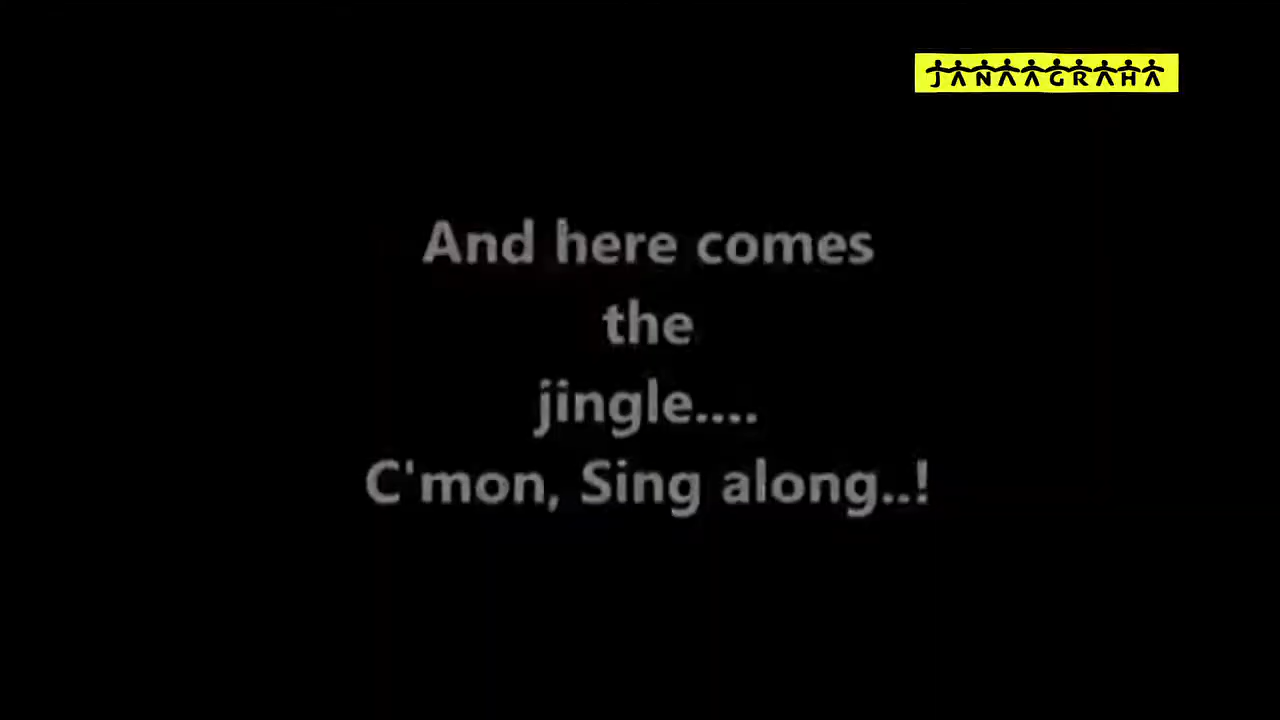 JANAAGRAHA
And here comes
the
jingle....
C'mon, Sing along..!